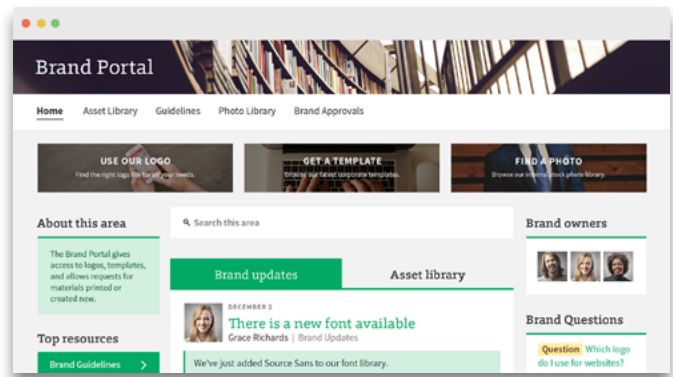 Brand Portal
Home Asset Library Guidelines Photo Library Brand Approvals
USE OUR LOGO
Find the right logo file for all your needs.
GET A TEMPLATE
Browse our latest corporate templates.
FIND A PHOTO
Browse our internal stock photo library.
About this area
The Brand Portal gives
access to logos, templates,
and allows requests for
materials printed or
created new.
Top resources
Brand Guidelines
Search this area
Brand updates Asset library
DECEMBER 2
There is a new font available
Grace Richards | Brand Updates
We've just added Source Sans to our font library.
Brand owners
Brand Questions
Question Which logo
do I use for websites?